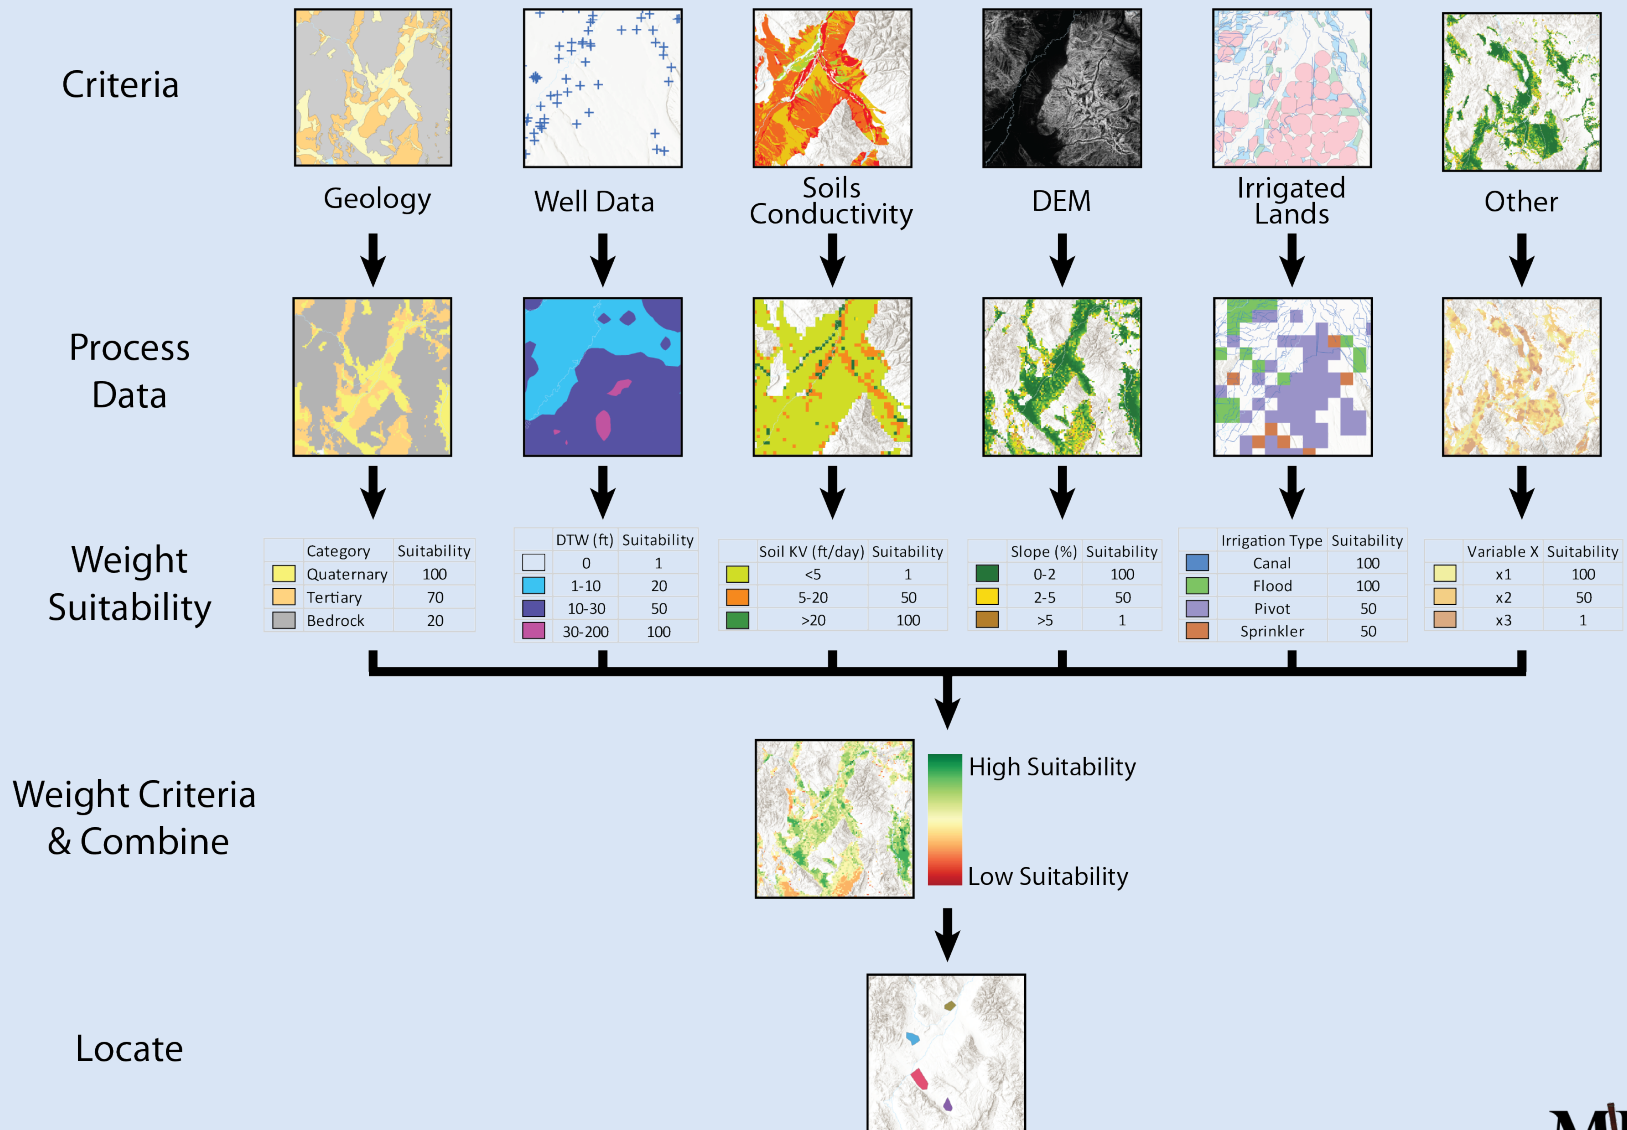 Criteria
Geology
Well Data
Soils
Conductivity
DEM
Irrigated
Lands
Other
Process
Data
Weight
Suitability
Category Suitability
Quaternary 100
Tertiary 70
Bedrock 20
DTW (ft) Suitability
0 1
1-10 20
10-30 50
30-200 100
Soil KV (ft/day) Suitability
<5 1
5-20 50
>20 100
Slope (%) Suitability
0-2 100
2-5 50
>5 1
Irrigation Type Suitability
Canal 100
Flood 100
Pivot 50
Sprinkler 50
Variable X Suitability
x1 100
x2 50
x3 1
Weight Criteria
& Combine
High Suitability
Low Suitability
Locate